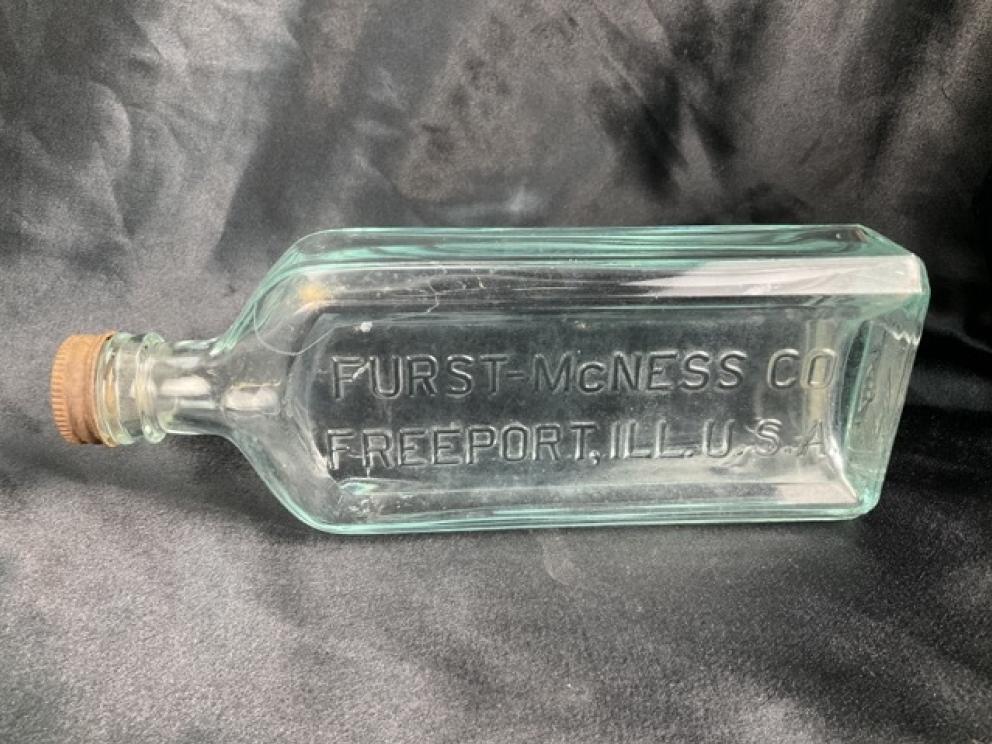 FURST-McNESS CO
FREEPORT, ILL. U.S.A